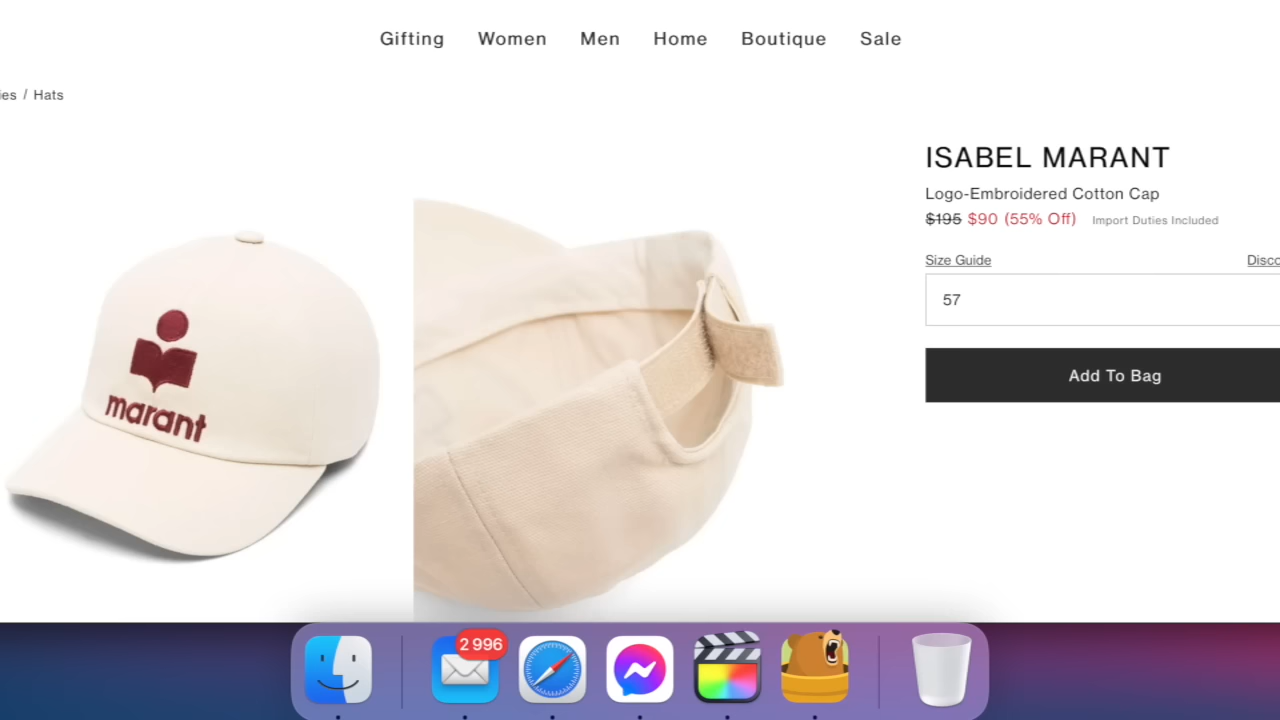 Gifting Women Men Home Boutique Sale
ies / Hats
ISABEL MARANT
Logo-Embroidered Cotton Cap
$195 $90 (55% Off) Import Duties Included
Size Guide Disco
57
Add To Bag
marant
2 996